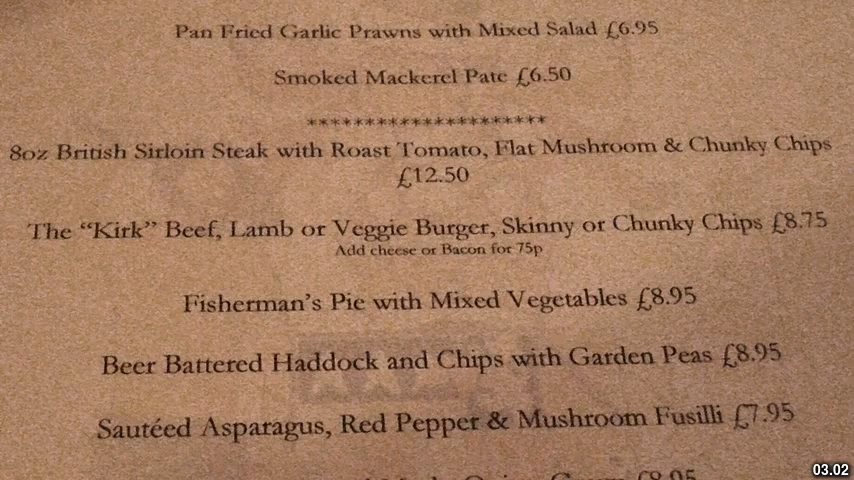 Pan Fried Garlic Prawns with Mixed Salad £6.95
Smoked Mackerel Pate £6.50
*********************
8oz British Sirloin Steak with Roast Tomato, Flat Mushroom & Chunky Chips
£12.50
The “Kirk” Beef, Lamb or Veggie Burger, Skinny or Chunky Chips £8.75
Add cheese or Bacon for 75p
Fisherman’s Pie with Mixed Vegetables £8.95
Beer Battered Haddock and Chips with Garden Peas £8.95
Sautéed Asparagus, Red Pepper & Mushroom Fusilli £7.95
03.02